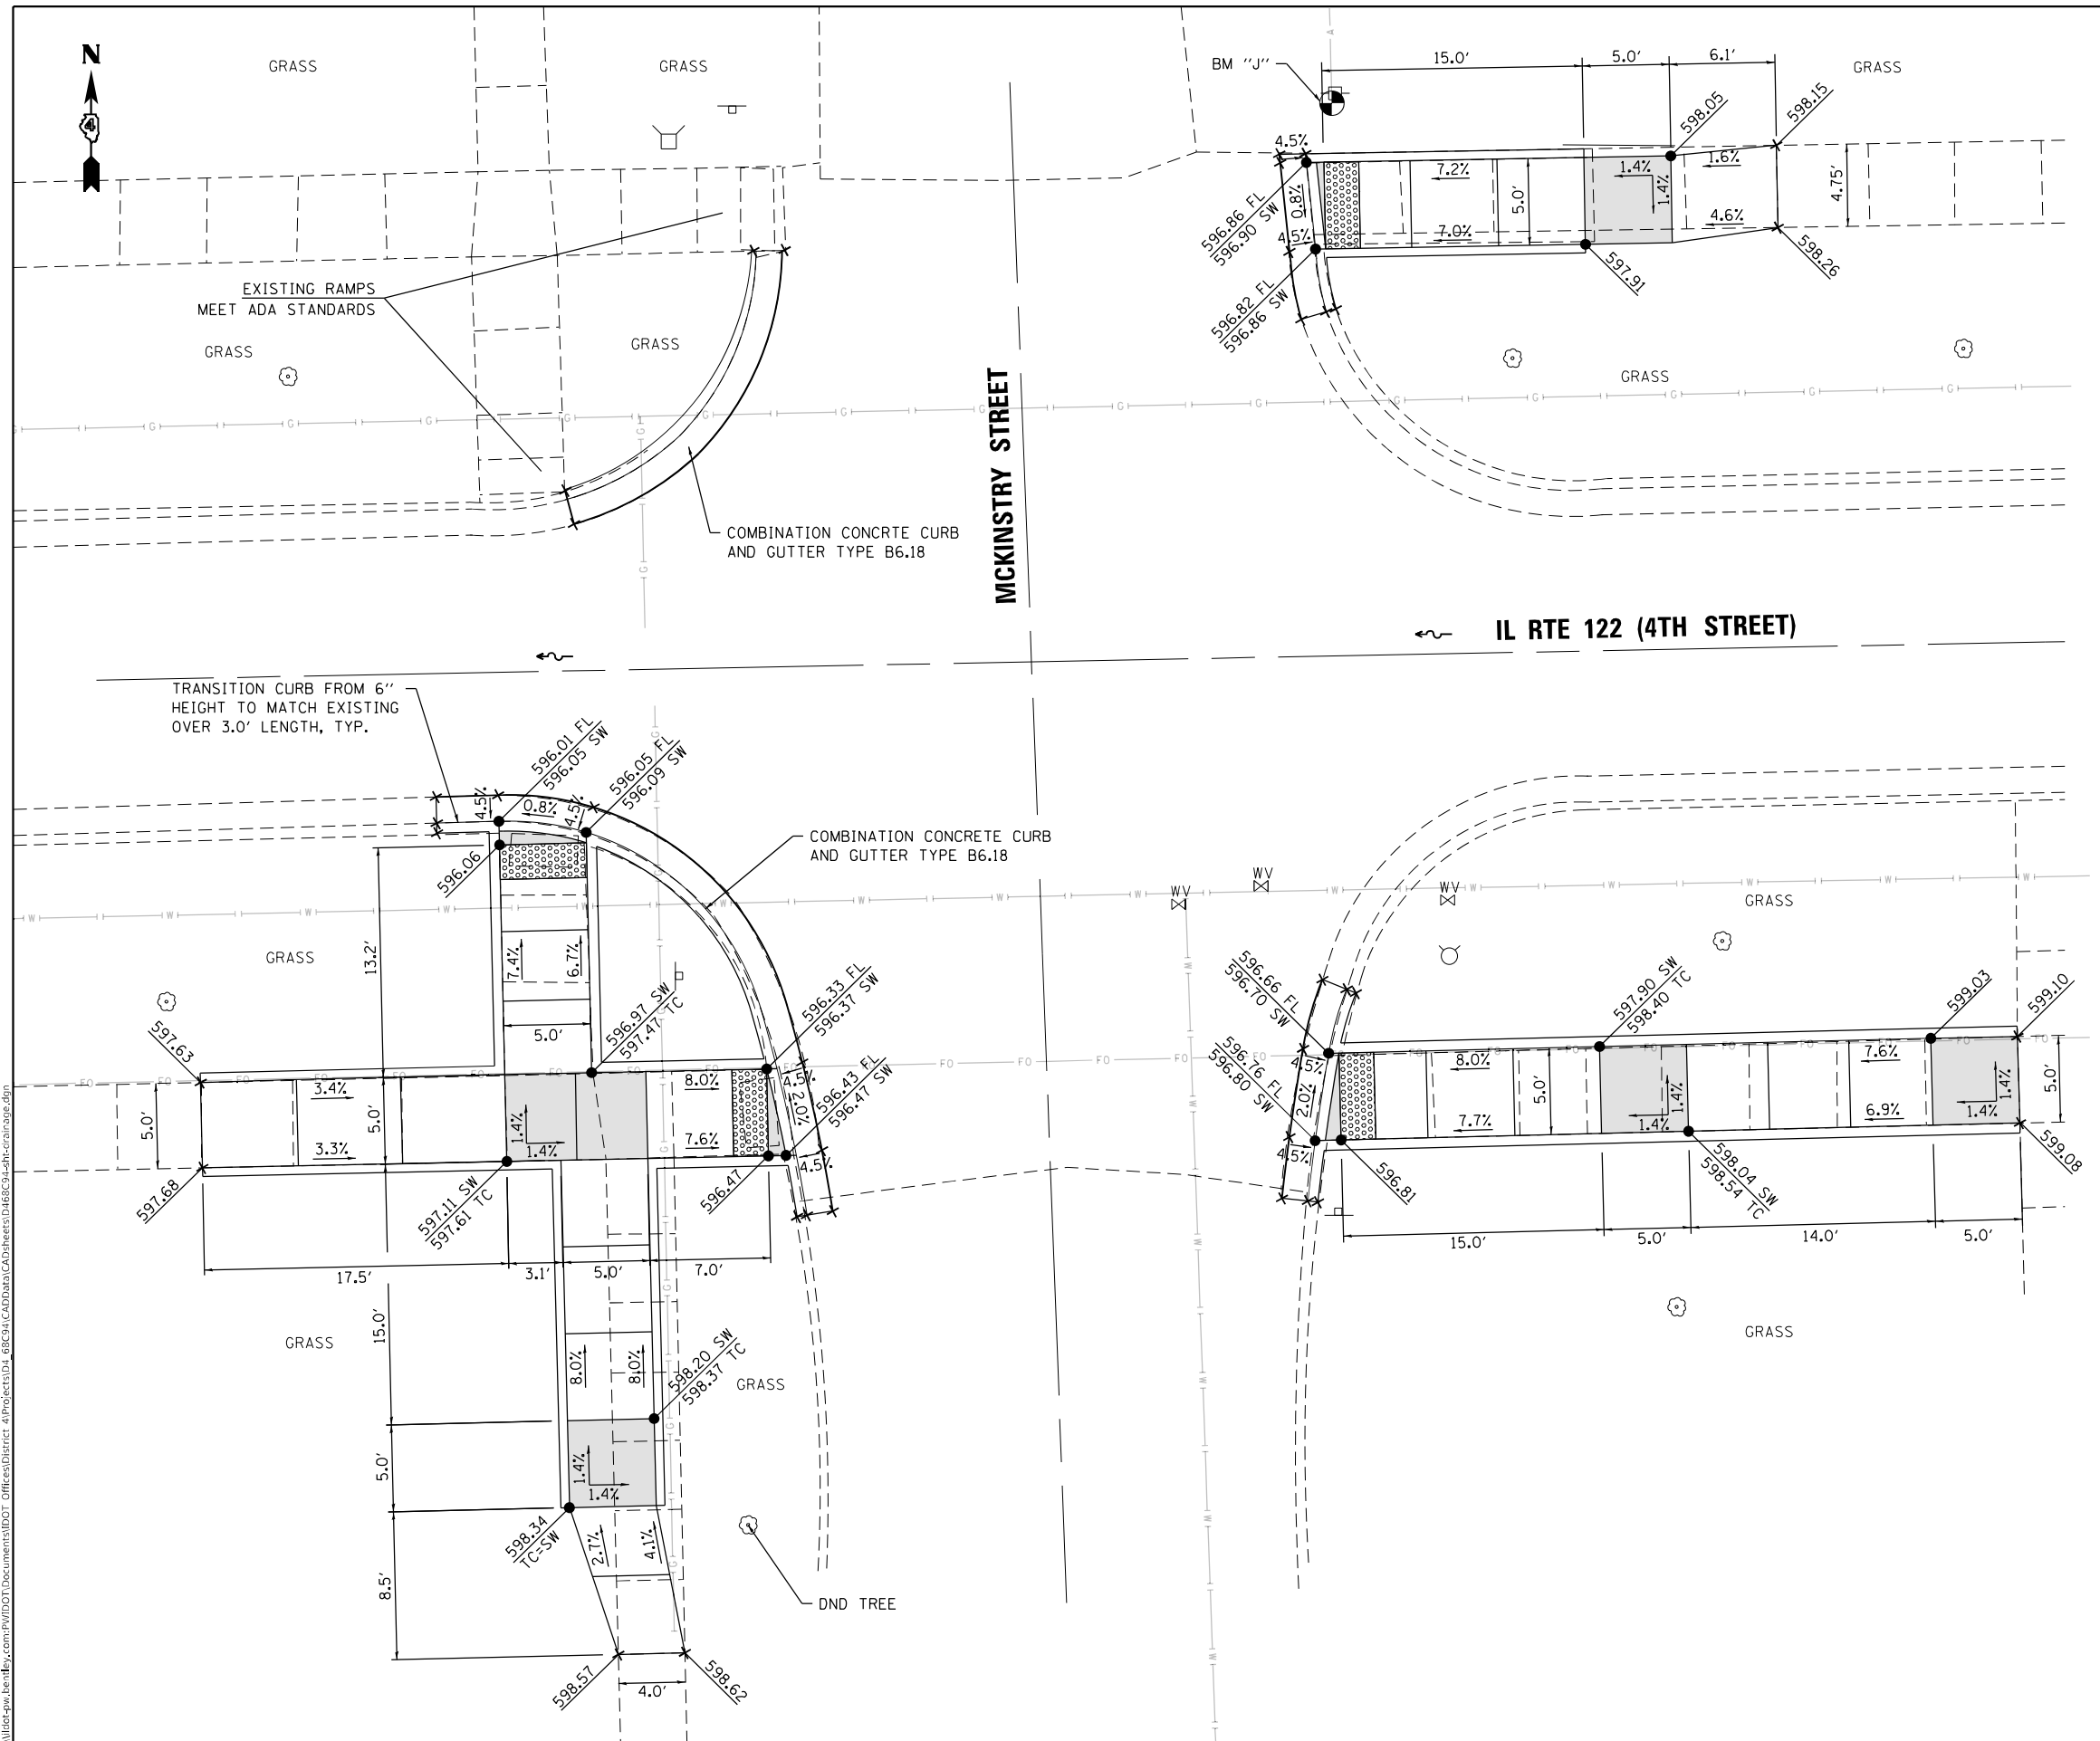 N
4
GRASS
GRASS
BM "J"
15.0'
5.0'
6.1'
GRASS
598.05
598.15
4.5%
7.2%
1.4%
1.4%
1.6%
4.75'
596.86 FL
596.90 SW
0.8%
5.0'
4.5%
7.0%
4.6%
597.91
598.26
596.82 FL
596.86 SW
EXISTING RAMPS
MEET ADA STANDARDS
GRASS
GRASS
GRASS
COMBINATION CONCRTE CURB
AND GUTTER TYPE B6.18
MCKINSTRY STREET
IL RTE 122 (4TH STREET)
TRANSITION CURB FROM 6"
HEIGHT TO MATCH EXISTING
OVER 3.0' LENGTH, TYP.
596.01 FL
596.05 SW
596.05 FL
596.09 SW
4.5%
0.8%
4.5%
596.06
COMBINATION CONCRETE CURB
AND GUTTER TYPE B6.18
WV
WV
WV
GRASS
GRASS
13.2'
7.4%
6.7%
5.0'
596.97 SW
597.47 TC
596.33 FL
596.37 SW
596.43 FL
596.47 SW
597.63
3.4%
3.3%
5.0'
5.0'
1.4%
1.4%
8.0%
7.6%
4.5%
2.0%
4.5%
596.47
597.68
597.11 SW
597.61 TC
17.5'
3.1'
5.0'
7.0'
596.66 FL
596.70 SW
596.76 FL
596.80 SW
4.5%
2.0%
4.5%
8.0%
7.7%
5.0'
597.90 SW
598.40 TC
1.4%
1.4%
599.03
599.10
7.6%
6.9%
1.4%
1.4%
5.0'
596.81
598.04 SW
598.54 TC
599.08
15.0'
5.0'
14.0'
5.0'
GRASS
GRASS
GRASS
15.0'
8.0%
8.0%
598.20 SW
598.37 TC
5.0'
1.4%
1.4%
598.34
TC=SW
2.7%
4.1%
8.5'
DND TREE
598.57
598.62
4.0'